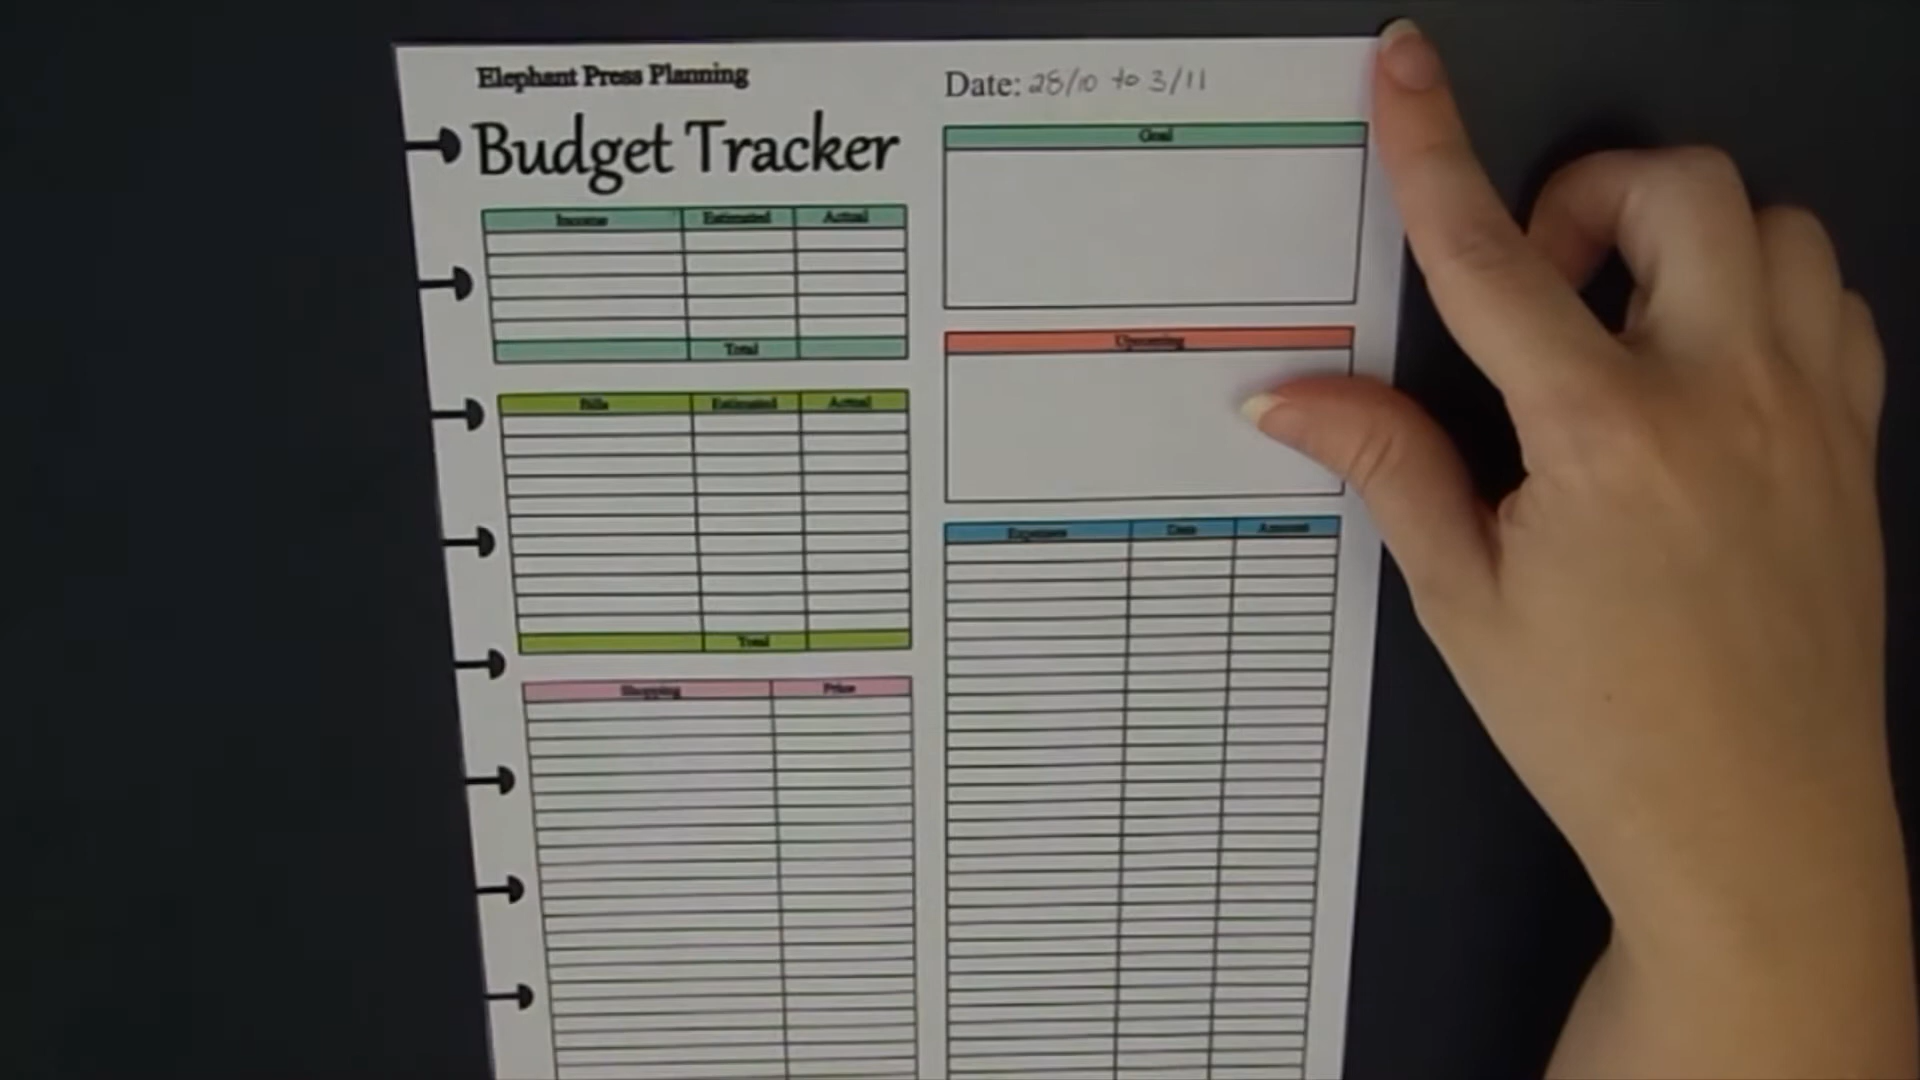 Elephant Press Planning
Budget Tracker
Income Estimated Actual
Total
Bills Estimated Actual
Total
Shopping Price
Date: 28/10 to 3/11
Goal
Upcoming
Expenses Date Amount